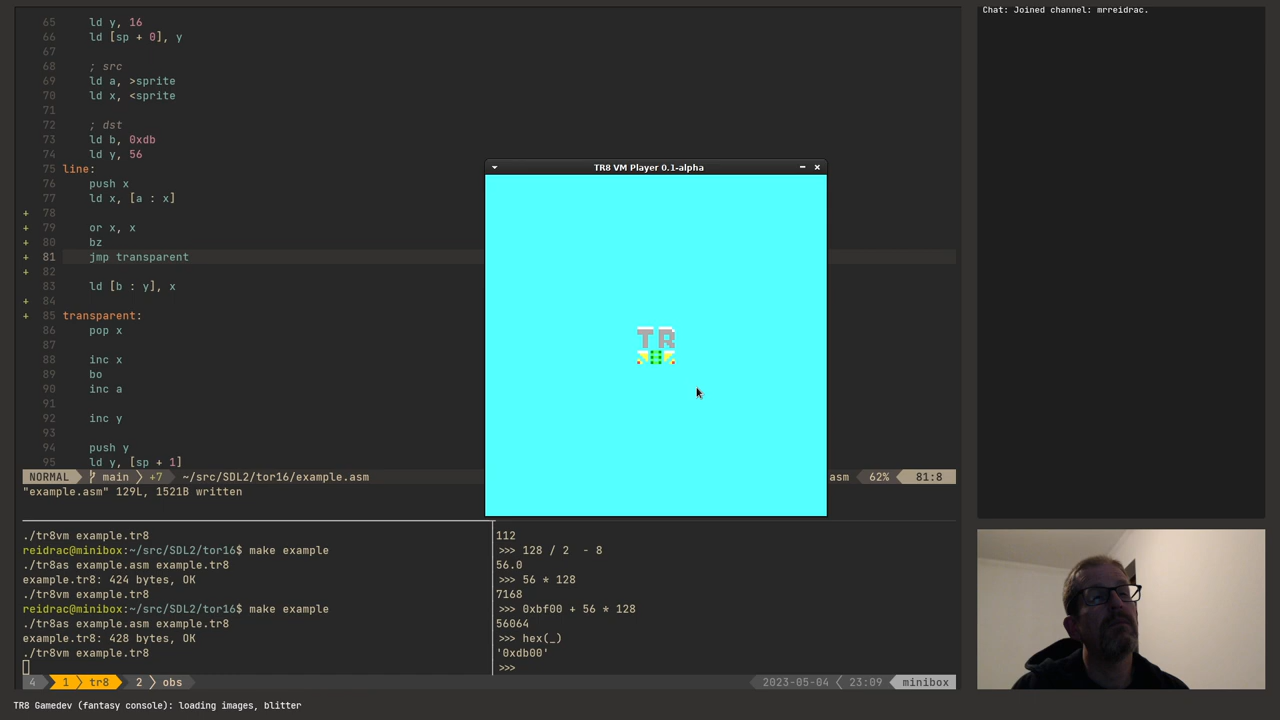 65 ld y, 16
66 ld [sp + 0], y
67
68 ; src
69 ld a, >sprite
70 ld x, <sprite
71
72 ; dst
73 ld b, 0xdb
74 ld y, 56
75 line:
76 push x
77 ld x, [a : x]
+ 78
+ 79 or x, x
+ 80 bz
+ 81 jmp transparent
+ 82
83 ld [b : y], x
+ 84
+ 85 transparent:
86 pop x
87
88 inc x
89 bo
90 inc a
91
92 inc y
93
94 push y
95 ld y, [sp + 1]
NORMAL main +7 ~/src/SDL2/tor16/example.asm asm 62% 81:8
"example.asm" 129L, 1521B written
TR8 VM Player 0.1-alpha
TR
./tr8vm example.tr8
reidrac@minibox:~/src/SDL2/tor16$ make example
./tr8as example.asm example.tr8
example.tr8: 424 bytes, OK
./tr8vm example.tr8
reidrac@minibox:~/src/SDL2/tor16$ make example
./tr8as example.asm example.tr8
example.tr8: 428 bytes, OK
./tr8vm example.tr8
112
>>> 128 / 2  - 8
56.0
>>> 56 * 128
7168
>>> 0xbf00 + 56 * 128
56064
>>> hex(_)
'0xdb00'
>>>
4 1 tr8 2 obs 2023-05-04 23:09 minibox
Chat: Joined channel: mrreidrac.
TR8 Gamedev (fantasy console): loading images, blitter